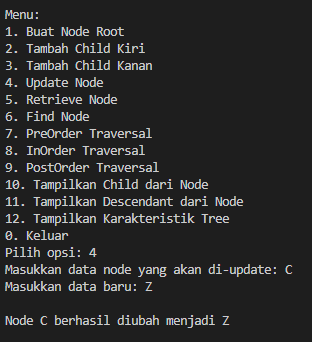 Menu:
1. Buat Node Root
2. Tambah Child Kiri
3. Tambah Child Kanan
4. Update Node
5. Retrieve Node
6. Find Node
7. PreOrder Traversal
8. InOrder Traversal
9. PostOrder Traversal
10. Tampilkan Child dari Node
11. Tampilkan Descendant dari Node
12. Tampilkan Karakteristik Tree
0. Keluar
Pilih opsi: 4
Masukkan data node yang akan di-update: C
Masukkan data baru: Z
Node C berhasil diubah menjadi Z